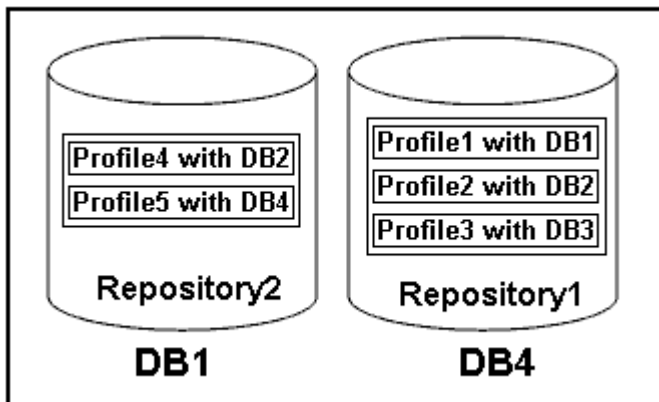 Profile4 with DB2
Profile5 with DB4
Repository2
DB1
Profile1 with DB1
Profile2 with DB2
Profile3 with DB3
Repository1
DB4